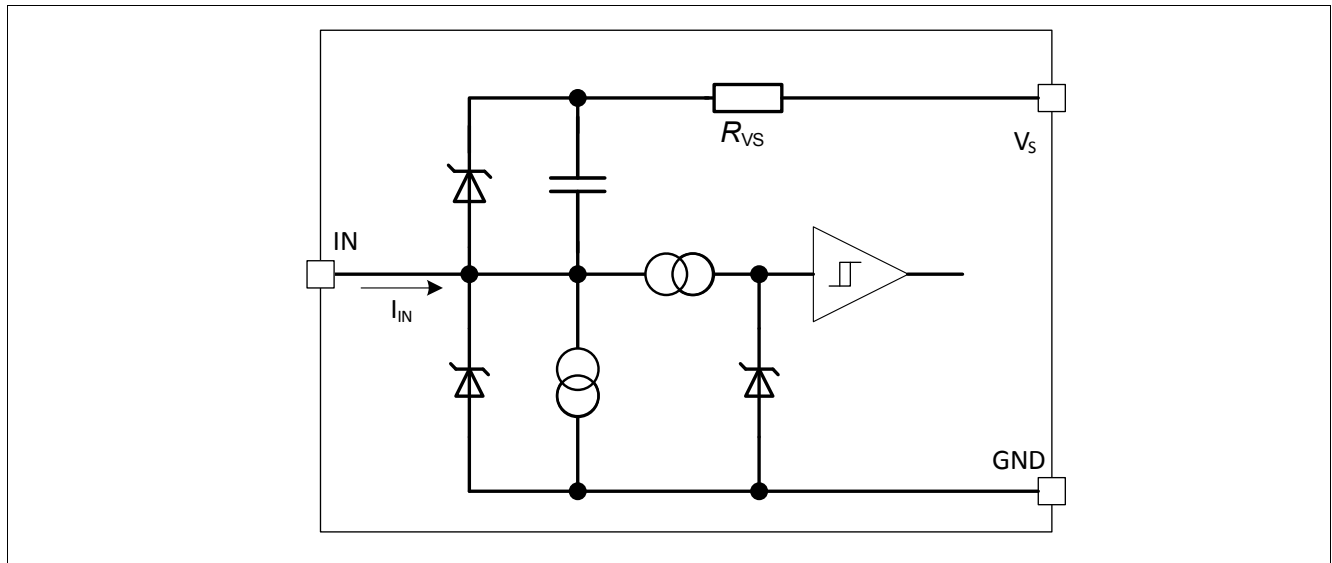 R_VS
V_S
IN
I_IN
GND